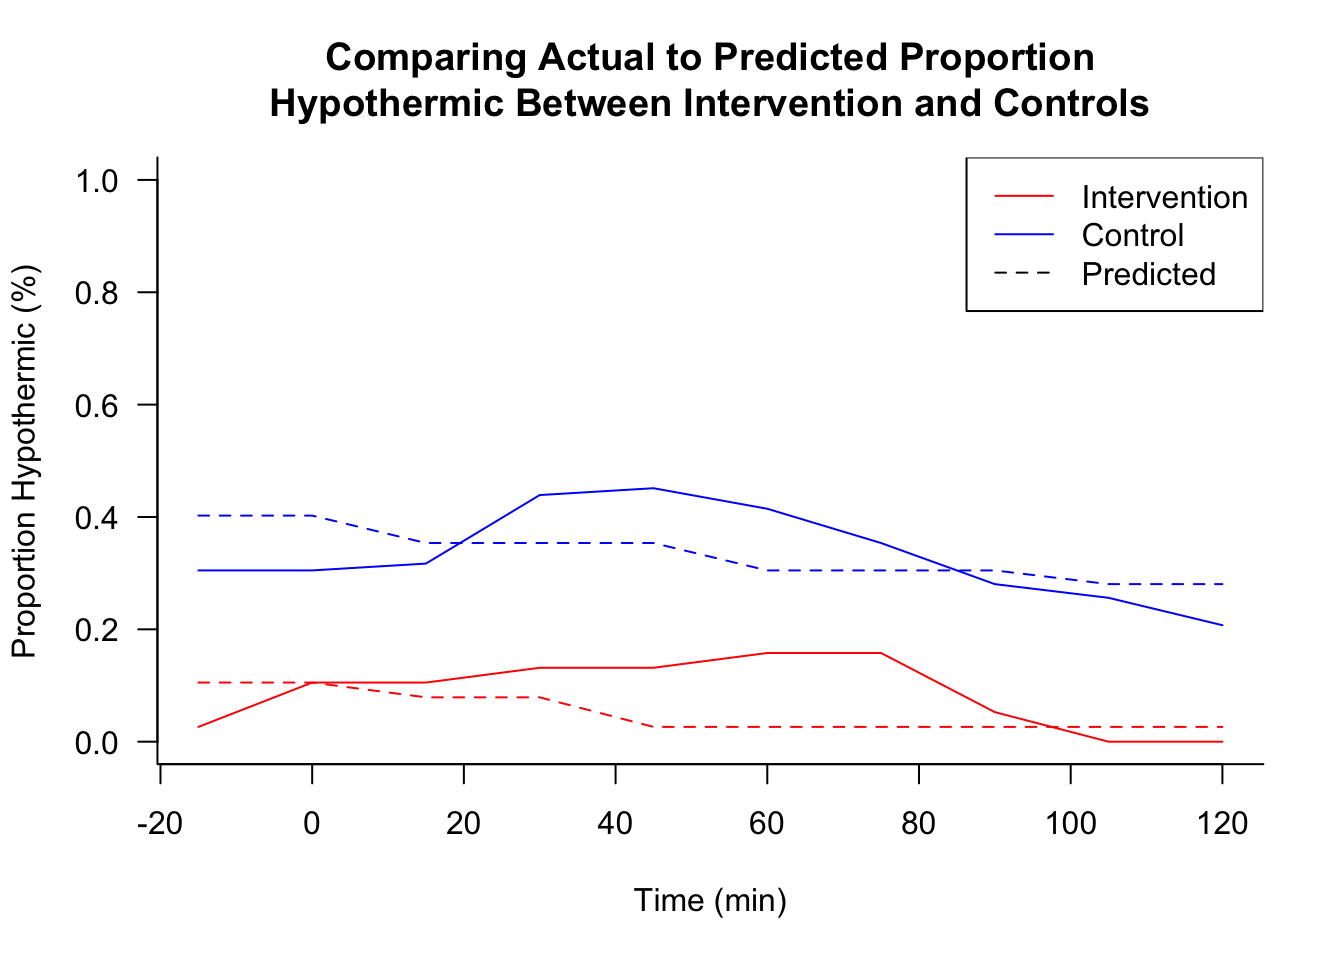 Comparing Actual to Predicted Proportion
Hypothermic Between Intervention and Controls
Intervention
Control
Predicted
Proportion Hypothermic (%)
1.0
0.8
0.6
0.4
0.2
0.0
-20 0 20 40 60 80 100 120
Time (min)